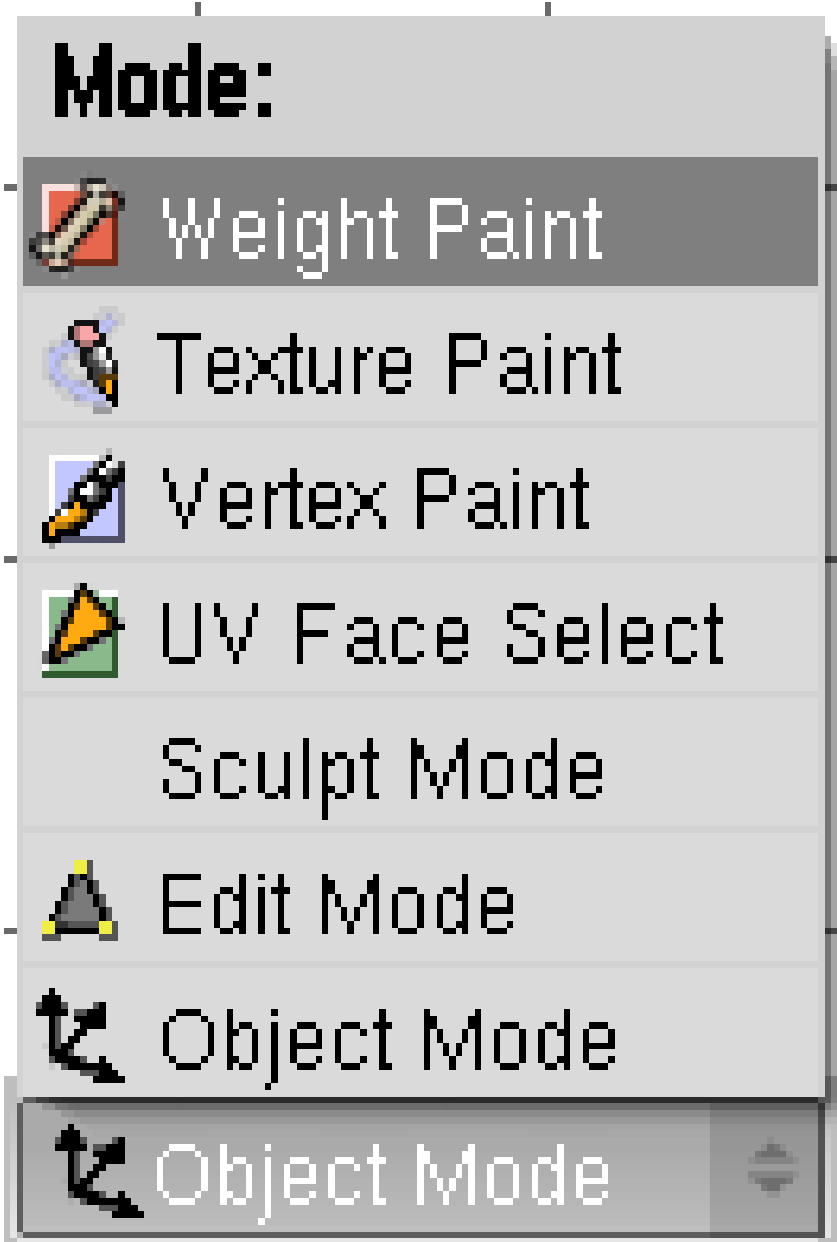 Mode:
Weight Paint
Texture Paint
Vertex Paint
UV Face Select
Sculpt Mode
Edit Mode
Object Mode
Object Mode